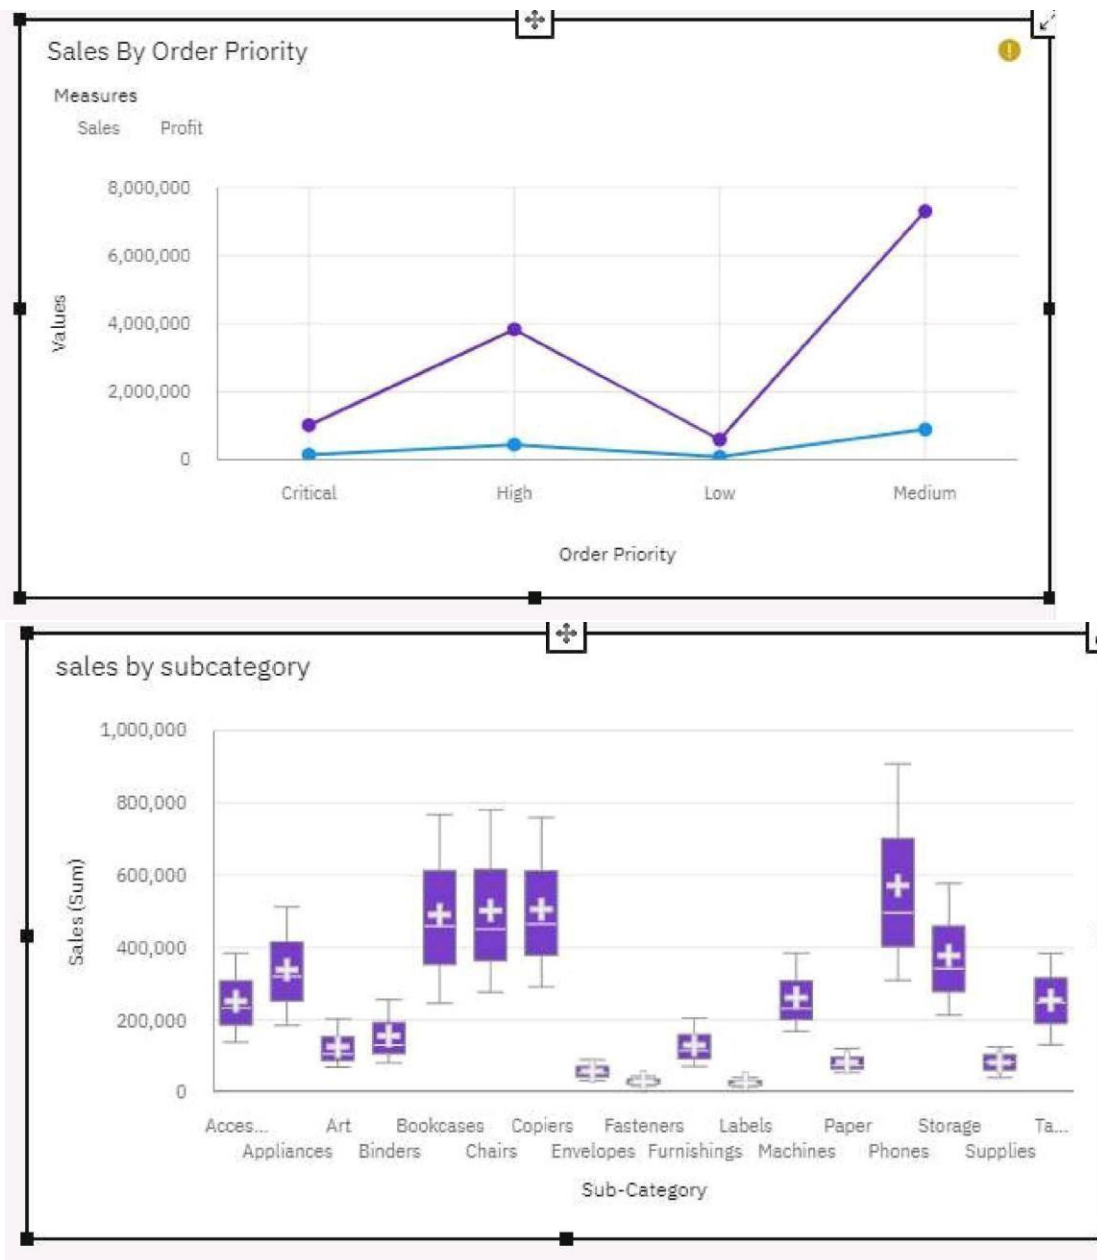 Sales By Order Priority
!
Measures
Sales Profit
8,000,000
6,000,000
4,000,000
2,000,000
0
Values
Critical High Low Medium
Order Priority
sales by subcategory
1,000,000
800,000
600,000
400,000
200,000
0
Sales (Sum)
Acces... Art Bookcases Copiers Fasteners Labels Paper Storage Ta...
Appliances Binders Chairs Envelopes Furnishings Machines Phones Supplies
Sub-Category